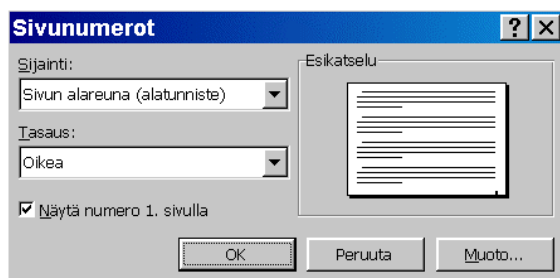 Sivunumerot
Sijainti:
Sivun alareuna (alatunniste)
Tasaus:
Oikea
Näytä numero 1. sivulla
Esikatselu
OK
Peruuta
Muoto...